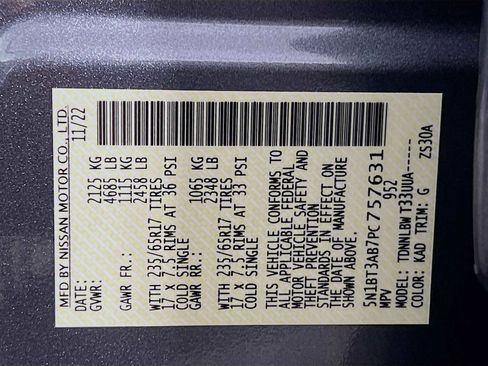 MFD BY NISSAN MOTOR CO., LTD.
DATE: 11/22
GVWR: 2125 KG
4685 LB
GAWR FR.: 1115 KG
2458 LB
WITH 235/65R17 TIRES
17 X 7.0 RIMS AT 36 PSI
COLD SINGLE
GAWR RR.: 1065 KG
2348 LB
WITH 235/65R17 TIRES
17 X 7.0 RIMS AT 33 PSI
COLD SINGLE
THIS VEHICLE CONFORMS TO
ALL APPLICABLE FEDERAL
MOTOR VEHICLE SAFETY AND
THEFT PREVENTION
STANDARDS IN EFFECT ON
THE DATE OF MANUFACTURE
SHOWN ABOVE.
5N1BT3AB7PC757631
MPV 952
MODEL: TDNNLBW T33UUA------
COLOR: KAD TRIM: G ZS30A